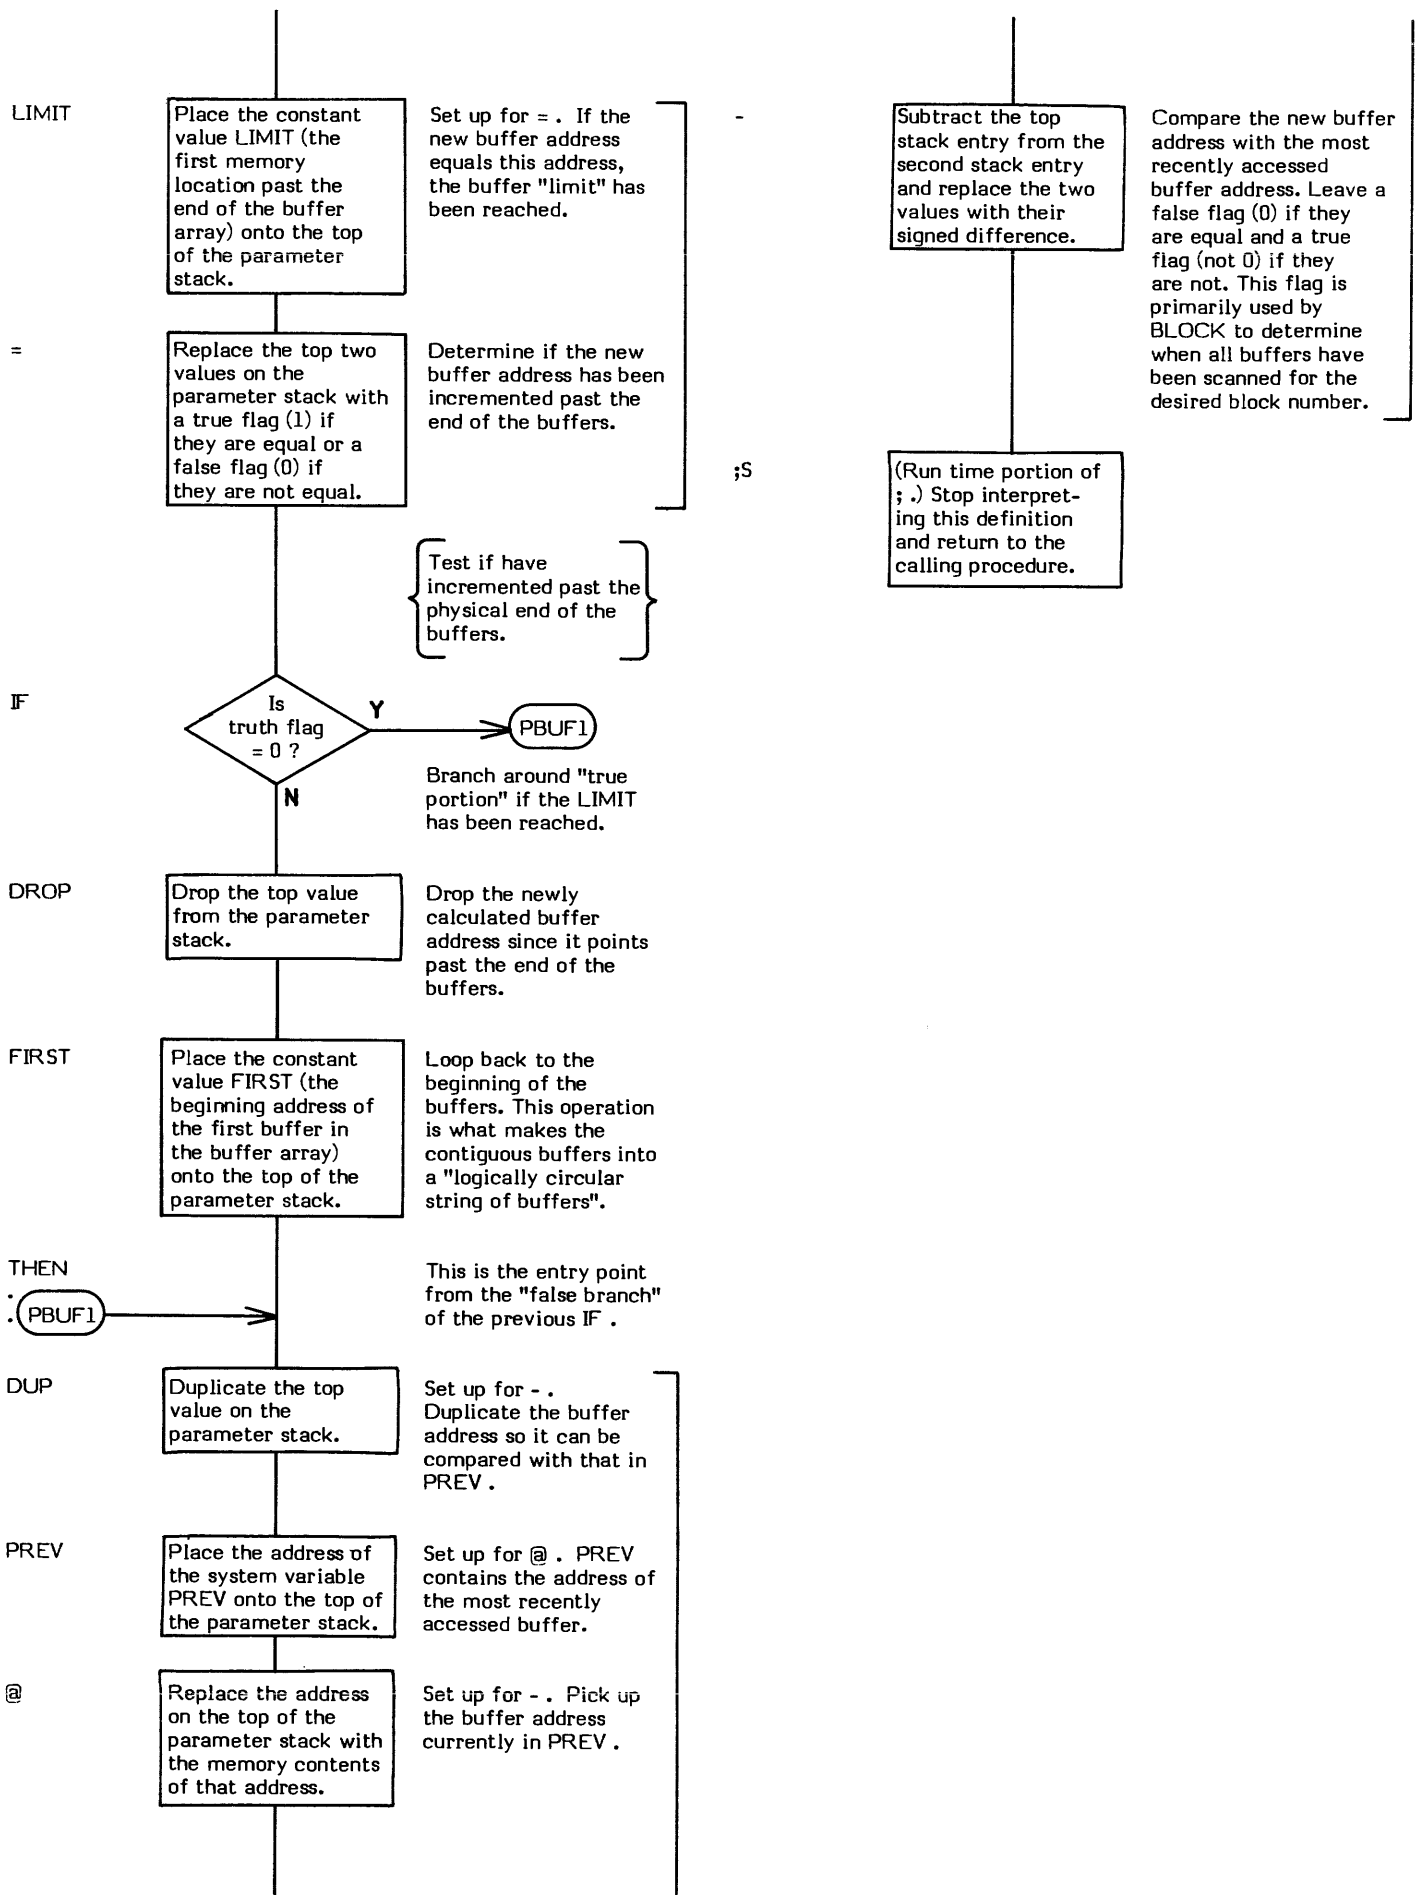 LIMIT
Place the constant
value LIMIT (the
first memory
location past the
end of the buffer
array) onto the top
of the parameter
stack.
Set up for = . If the
new buffer address
equals this address,
the buffer "limit" has
been reached.
=
Replace the top two
values on the
parameter stack with
a true flag (1) if
they are equal or a
false flag (0) if
they are not equal.
Determine if the new
buffer address has been
incremented past the
end of the buffers.
Test if have
incremented past the
physical end of the
buffers.
IF
Is
truth flag
= 0 ?
Y
PBUF1
N
Branch around "true
portion" if the LIMIT
has been reached.
DROP
Drop the top value
from the parameter
stack.
Drop the newly
calculated buffer
address since it points
past the end of the
buffers.
FIRST
Place the constant
value FIRST (the
beginning address of
the first buffer in
the buffer array)
onto the top of the
parameter stack.
Loop back to the
beginning of the
buffers. This operation
is what makes the
contiguous buffers into
a "logically circular
string of buffers".
THEN
: PBUF1
This is the entry point
from the "false branch"
of the previous IF .
DUP
Duplicate the top
value on the
parameter stack.
Set up for - .
Duplicate the buffer
address so it can be
compared with that in
PREV .
PREV
Place the address of
the system variable
PREV onto the top of
the parameter stack.
Set up for @ . PREV
contains the address of
the most recently
accessed buffer.
@
Replace the address
on the top of the
parameter stack with
the memory contents
of that address.
Set up for - . Pick up
the buffer address
currently in PREV .
-
Subtract the top
stack entry from the
second stack entry
and replace the two
values with their
signed difference.
Compare the new buffer
address with the most
recently accessed
buffer address. Leave a
false flag (0) if they
are equal and a true
flag (not 0) if they
are not. This flag is
primarily used by
BLOCK to determine
when all buffers have
been scanned for the
desired block number.
;S
(Run time portion of
; .) Stop interpret-
ing this definition
and return to the
calling procedure.